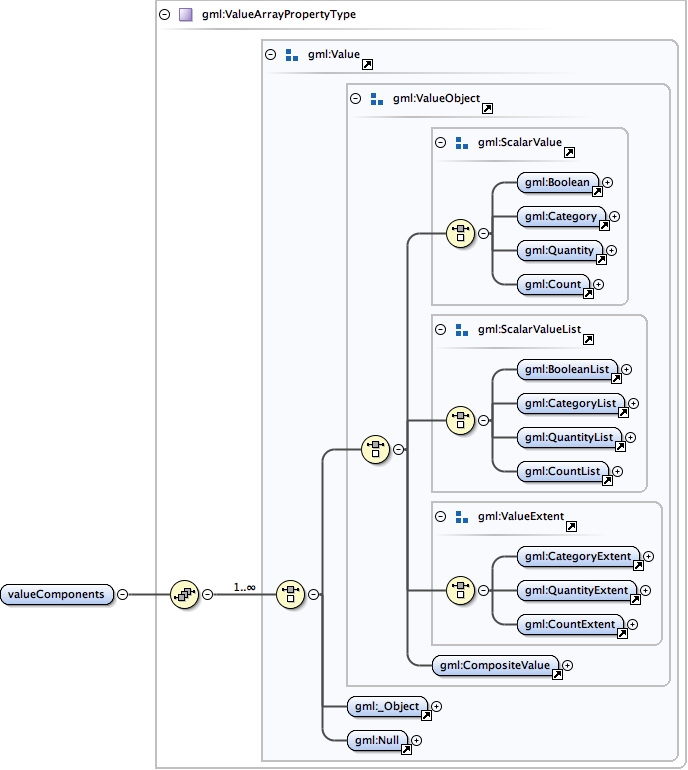 gml:ValueArrayPropertyType
gml:Value
gml:ValueObject
gml:ScalarValue
gml:Boolean
gml:Category
gml:Quantity
gml:Count
gml:ScalarValueList
gml:BooleanList
gml:CategoryList
gml:QuantityList
gml:CountList
gml:ValueExtent
gml:CategoryExtent
gml:QuantityExtent
gml:CountExtent
valueComponents
1..∞
gml:CompositeValue
gml:_Object
gml:Null